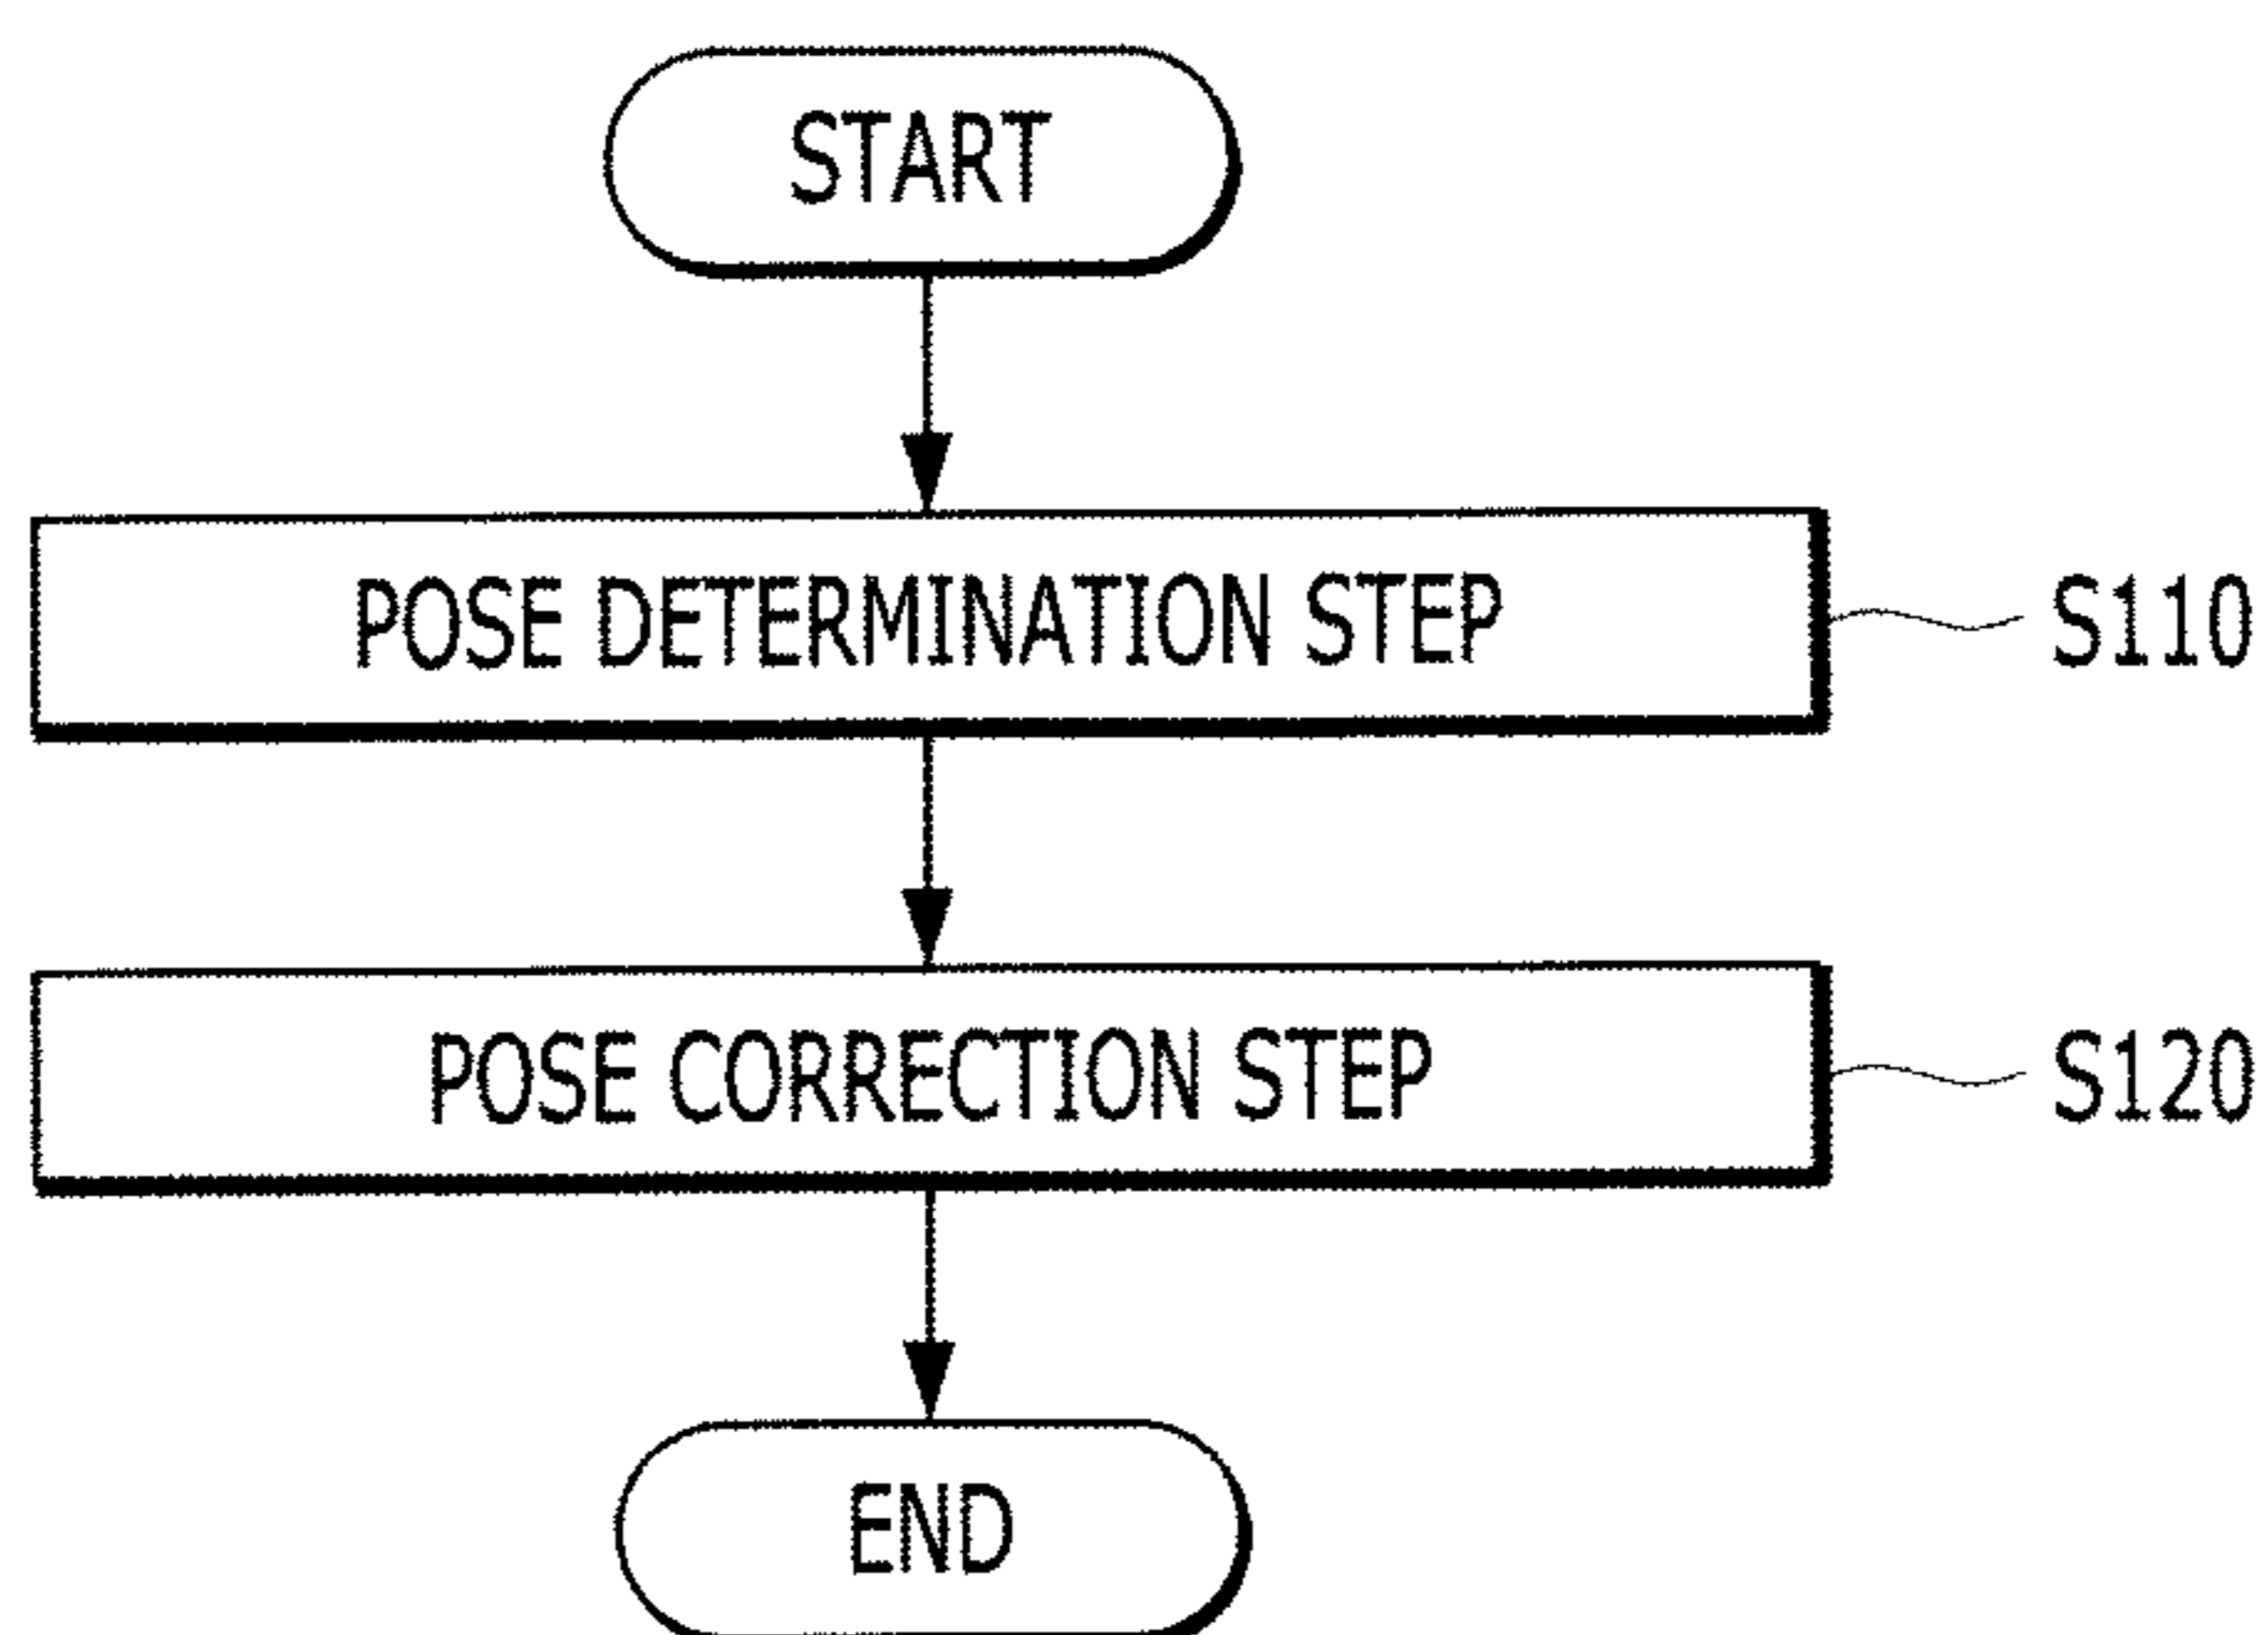 START
POSE DETERMINATION STEP
S110
POSE CORRECTION STEP
S120
END